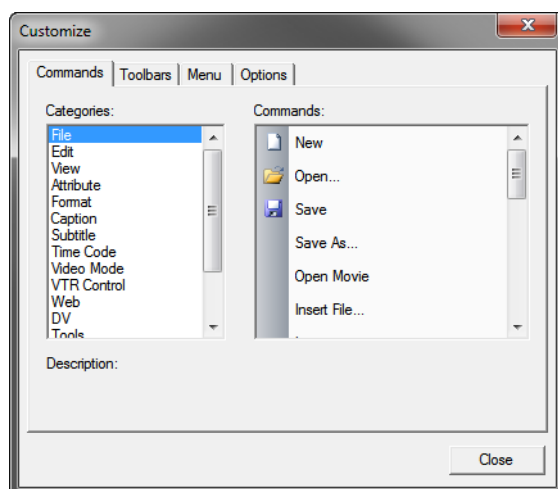 Customize
Commands Toolbars Menu Options
Categories: Commands:
File
Edit
View
Attribute
Format
Caption
Subtitle
Time Code
Video Mode
VTR Control
Web
DV
Tools
New
Open...
Save
Save As...
Open Movie
Insert File...
Description:
Close